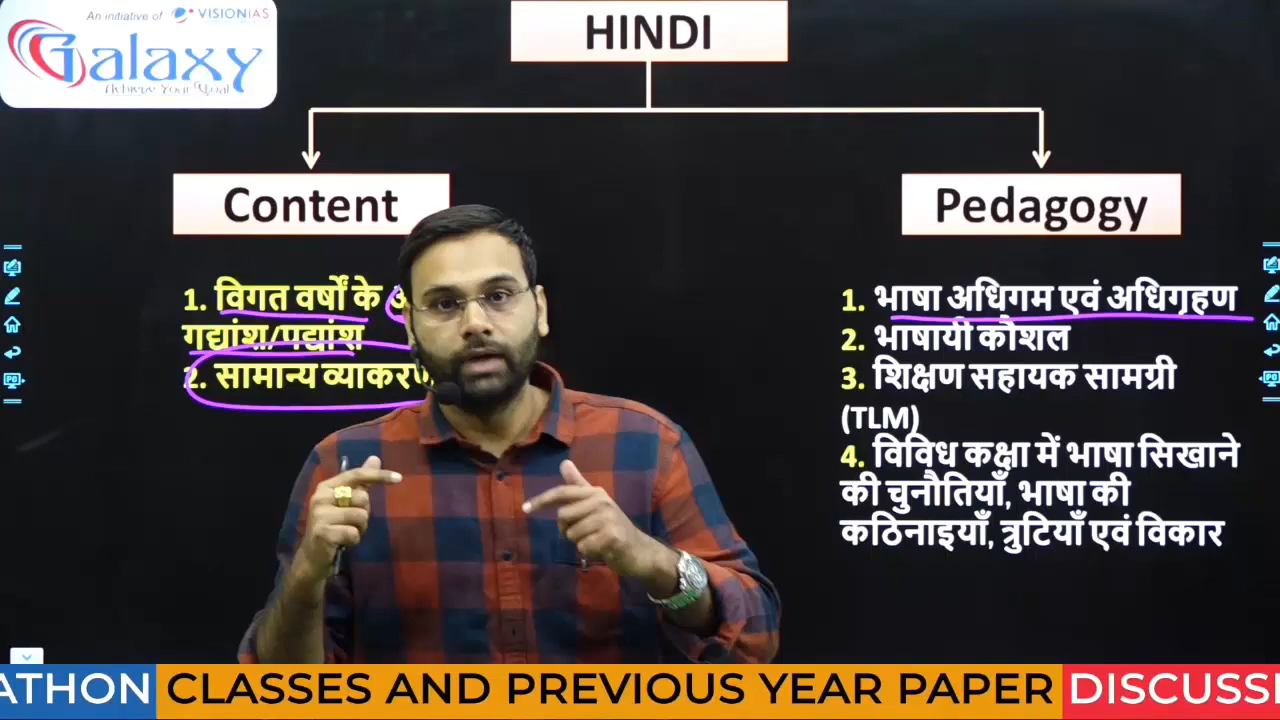 An initiative of VISIONIAS
Galaxy
Achieve Your Goal
HINDI
Content
Pedagogy
1. विगत वर्षों के
गद्यांश/पद्यांश
2. सामान्य व्याकरण
1. भाषा अधिगम एवं अधिगृहण
2. भाषायी कौशल
3. शिक्षण सहायक सामग्री
(TLM)
4. विविध कक्षा में भाषा सिखाने
की चुनौतियाँ, भाषा की
कठिनाइयाँ, त्रुटियाँ एवं विकार
ATHON CLASSES AND PREVIOUS YEAR PAPER DISCUSSI